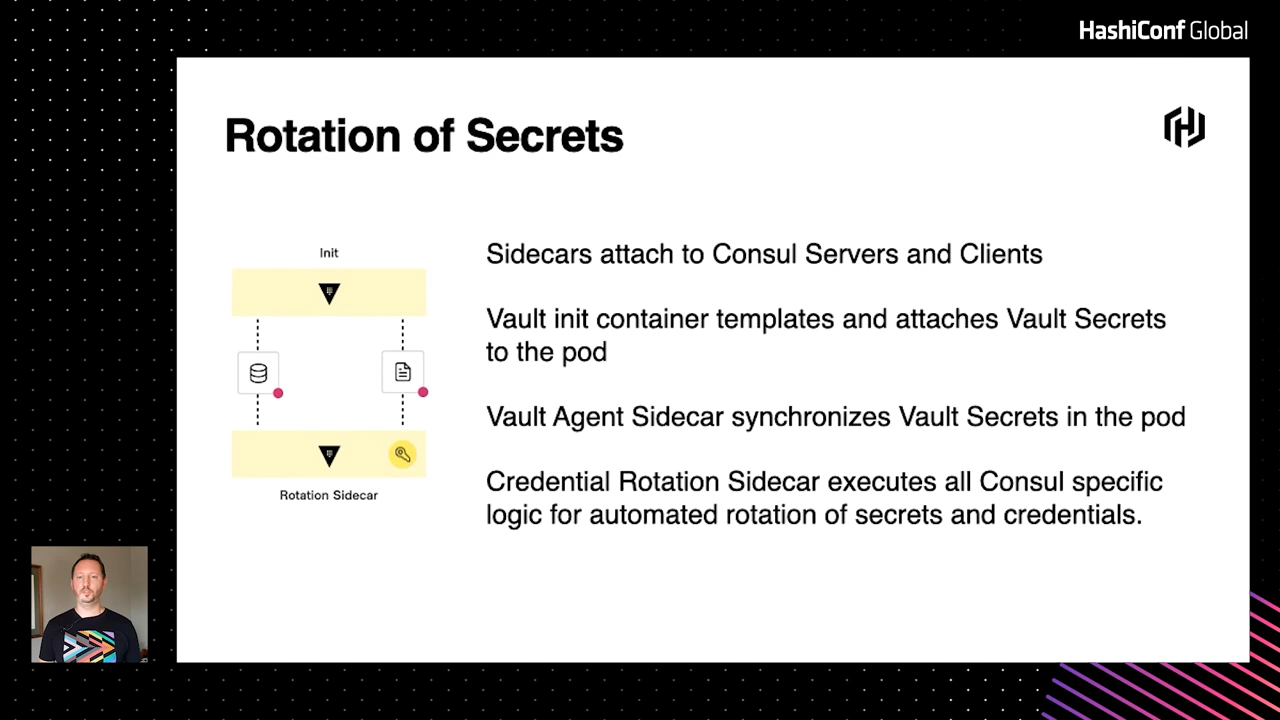 HashiConf Global
Rotation of Secrets
Init
Rotation Sidecar
Sidecars attach to Consul Servers and Clients
Vault init container templates and attaches Vault Secrets
to the pod
Vault Agent Sidecar synchronizes Vault Secrets in the pod
Credential Rotation Sidecar executes all Consul specific
logic for automated rotation of secrets and credentials.